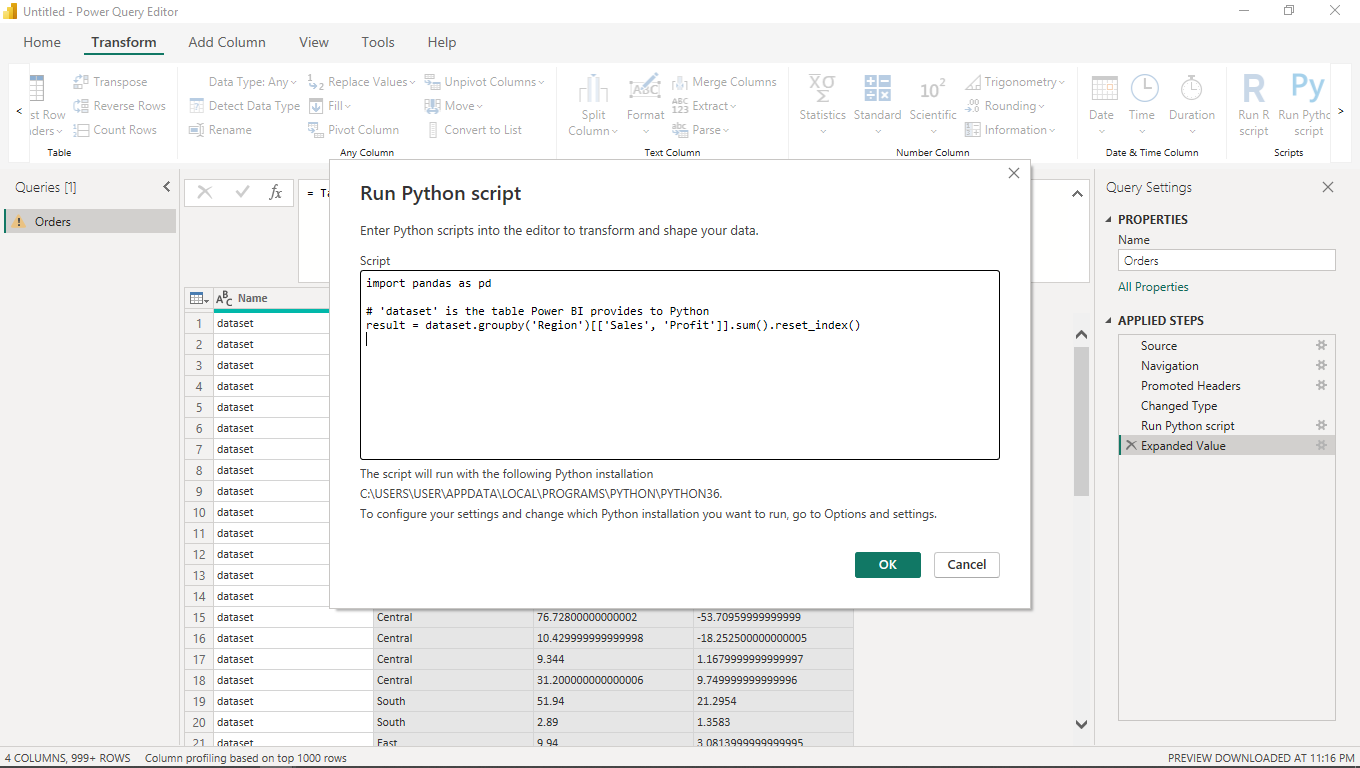 Untitled - Power Query Editor
Home Transform Add Column View Tools Help
Transpose
Reverse Rows
Count Rows
Table
Data Type: Any
Detect Data Type
Rename
Replace Values
Fill
Pivot Column
Unpivot Columns
Move
Convert to List
Any Column
Split
Column
Format
Merge Columns
Extract
Parse
Text Column
Statistics
Standard
Scientific
Trigonometry
Rounding
Information
Number Column
Date
Time
Duration
Date & Time Column
Run R
script
Run Pytho
script
Scripts
Queries [1]
Orders
= Ta
Name
1 dataset
2 dataset
3 dataset
4 dataset
5 dataset
6 dataset
7 dataset
8 dataset
9 dataset
10 dataset
11 dataset
12 dataset
13 dataset
14 dataset
15 dataset Central 76.72800000000002 -53.70959999999999
16 dataset Central 10.429999999999998 -18.252500000000005
17 dataset Central 9.344 1.1679999999999997
18 dataset Central 31.200000000000006 9.749999999999996
19 dataset South 51.94 21.2954
20 dataset South 2.89 1.3583
21 dataset East 9.94 3.0813999999999995
Run Python script
Enter Python scripts into the editor to transform and shape your data.
Script
import pandas as pd
# 'dataset' is the table Power BI provides to Python
result = dataset.groupby('Region')[['Sales', 'Profit']].sum().reset_index()
The script will run with the following Python installation
C:\USERS\USER\APPDATA\LOCAL\PROGRAMS\PYTHON\PYTHON36.
To configure your settings and change which Python installation you want to run, go to Options and settings.
OK Cancel
Query Settings
PROPERTIES
Name
Orders
All Properties
APPLIED STEPS
Source
Navigation
Promoted Headers
Changed Type
Run Python script
Expanded Value
4 COLUMNS, 999+ ROWS Column profiling based on top 1000 rows
PREVIEW DOWNLOADED AT 11:16 PM